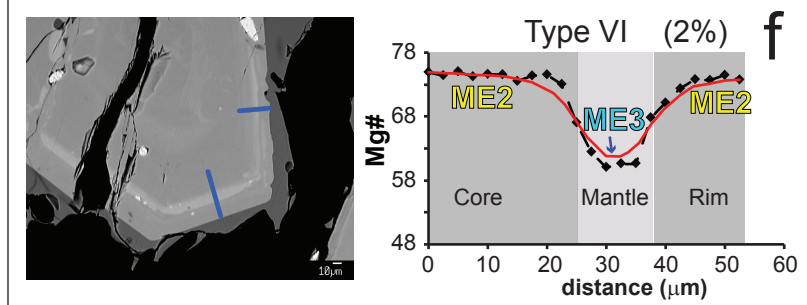 Type VI (2%)
f
78
68
58
48
Mg#
ME2
ME3
ME2
Core
Mantle
Rim
0
10
20
30
40
50
60
distance (μm)
10μm